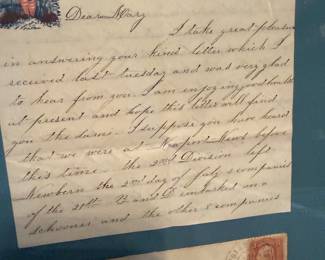 Dear Mary
I take great pleasure
in answering your kind letter which I
received last tuesday and was very glad
to hear from you. I am enjoying good health
at present and hope this letter will find
you the same. I suppose you have heard
that we were at Newport News before
this time. the 2nd Division left
Newbern the 2nd day of July 2 companies
of the B and D embarked on a
schooner and the other 8 companies